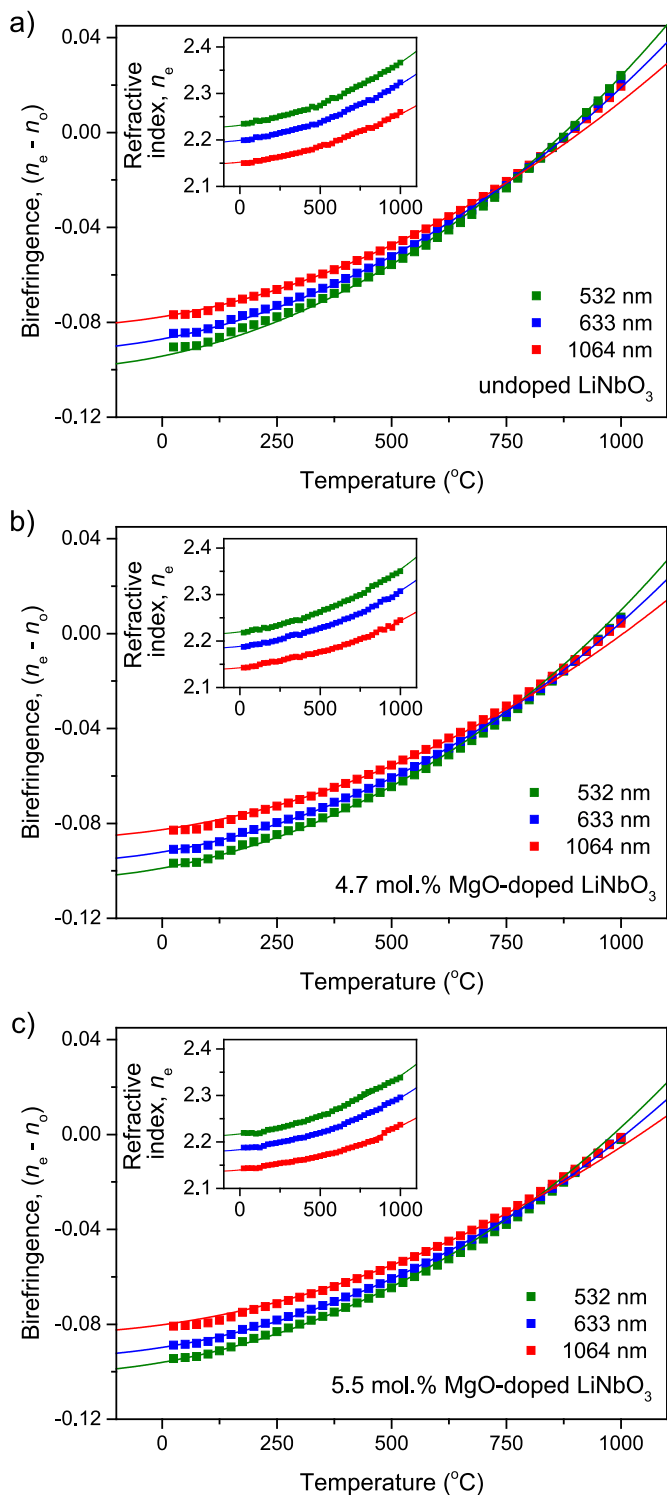 a)
0.04
0.00
-0.04
-0.08
-0.12
Birefringence, (nₑ - nₒ)
2.4
2.3
2.2
2.1
Refractive
index, nₑ
0 500 1000
532 nm
633 nm
1064 nm
undoped LiNbO₃
0 250 500 750 1000
Temperature (°C)
b)
0.04
0.00
-0.04
-0.08
-0.12
Birefringence, (nₑ - nₒ)
2.4
2.3
2.2
2.1
Refractive
index, nₑ
0 500 1000
532 nm
633 nm
1064 nm
4.7 mol.% MgO-doped LiNbO₃
0 250 500 750 1000
Temperature (°C)
c)
0.04
0.00
-0.04
-0.08
-0.12
Birefringence, (nₑ - nₒ)
2.4
2.3
2.2
2.1
Refractive
index, nₑ
0 500 1000
532 nm
633 nm
1064 nm
5.5 mol.% MgO-doped LiNbO₃
0 250 500 750 1000
Temperature (°C)